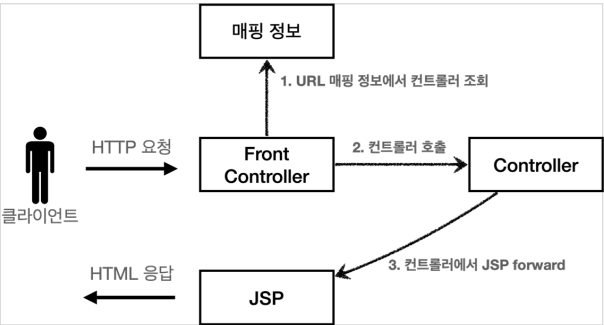 매핑 정보
1. URL 매핑 정보에서 컨트롤러 조회
HTTP 요청
Front
Controller
2. 컨트롤러 호출
Controller
클라이언트
3. 컨트롤러에서 JSP forward
HTML 응답
JSP